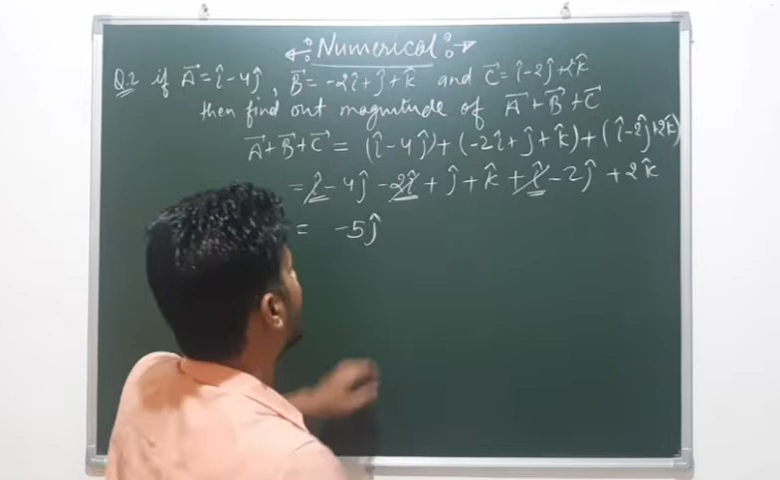 Numerical
Q.2 if A⃗ = î - 4ĵ , B⃗ = -2î + ĵ + k̂ and C⃗ = î - 2ĵ + 2k̂
then find out magnitude of A⃗ + B⃗ + C⃗
A⃗ + B⃗ + C⃗ = (î - 4ĵ) + (-2î + ĵ + k̂) + (î - 2ĵ + 2k̂)
= î - 4ĵ - 2î + ĵ + k̂ + î - 2ĵ + 2k̂
= -5ĵ